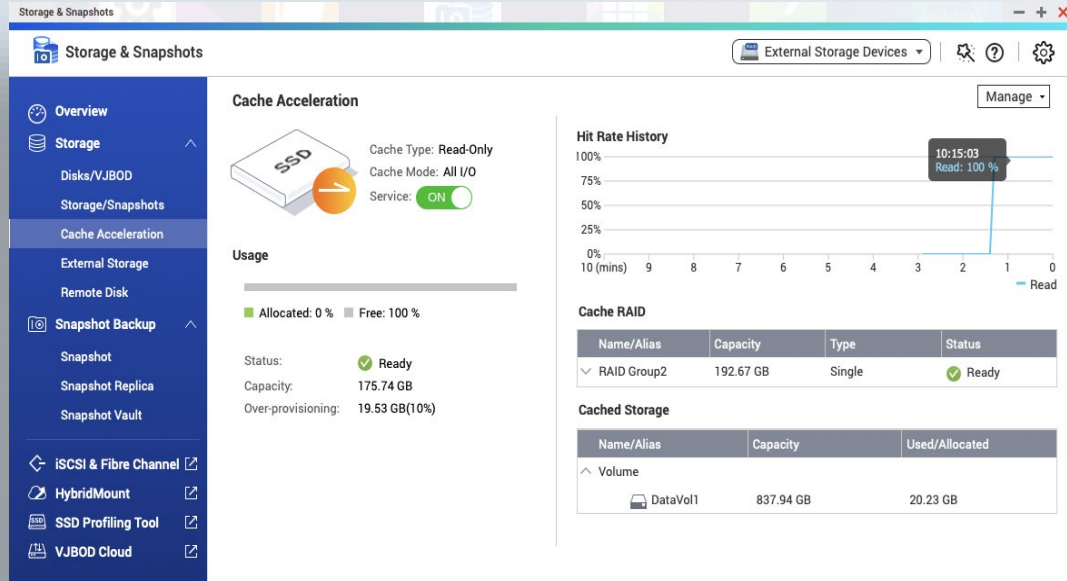 Storage & Snapshots
Storage & Snapshots
External Storage Devices
Overview
Storage
Disks/VJBOD
Storage/Snapshots
Cache Acceleration
External Storage
Remote Disk
Snapshot Backup
Snapshot
Snapshot Replica
Snapshot Vault
iSCSI & Fibre Channel
HybridMount
SSD Profiling Tool
VJBOD Cloud
Cache Acceleration
Manage
SSD
Cache Type: Read-Only
Cache Mode: All I/O
Service: ON
Usage
Allocated: 0 % Free: 100 %
Status: Ready
Capacity: 175.74 GB
Over-provisioning: 19.53 GB(10%)
Hit Rate History
100%
75%
50%
25%
0%
10 (mins) 9 8 7 6 5 4 3 2 1 0
10:15:03
Read: 100 %
Read
Cache RAID
Name/Alias Capacity Type Status
RAID Group2 192.67 GB Single Ready
Cached Storage
Name/Alias Capacity Used/Allocated
Volume
DataVol1 837.94 GB 20.23 GB